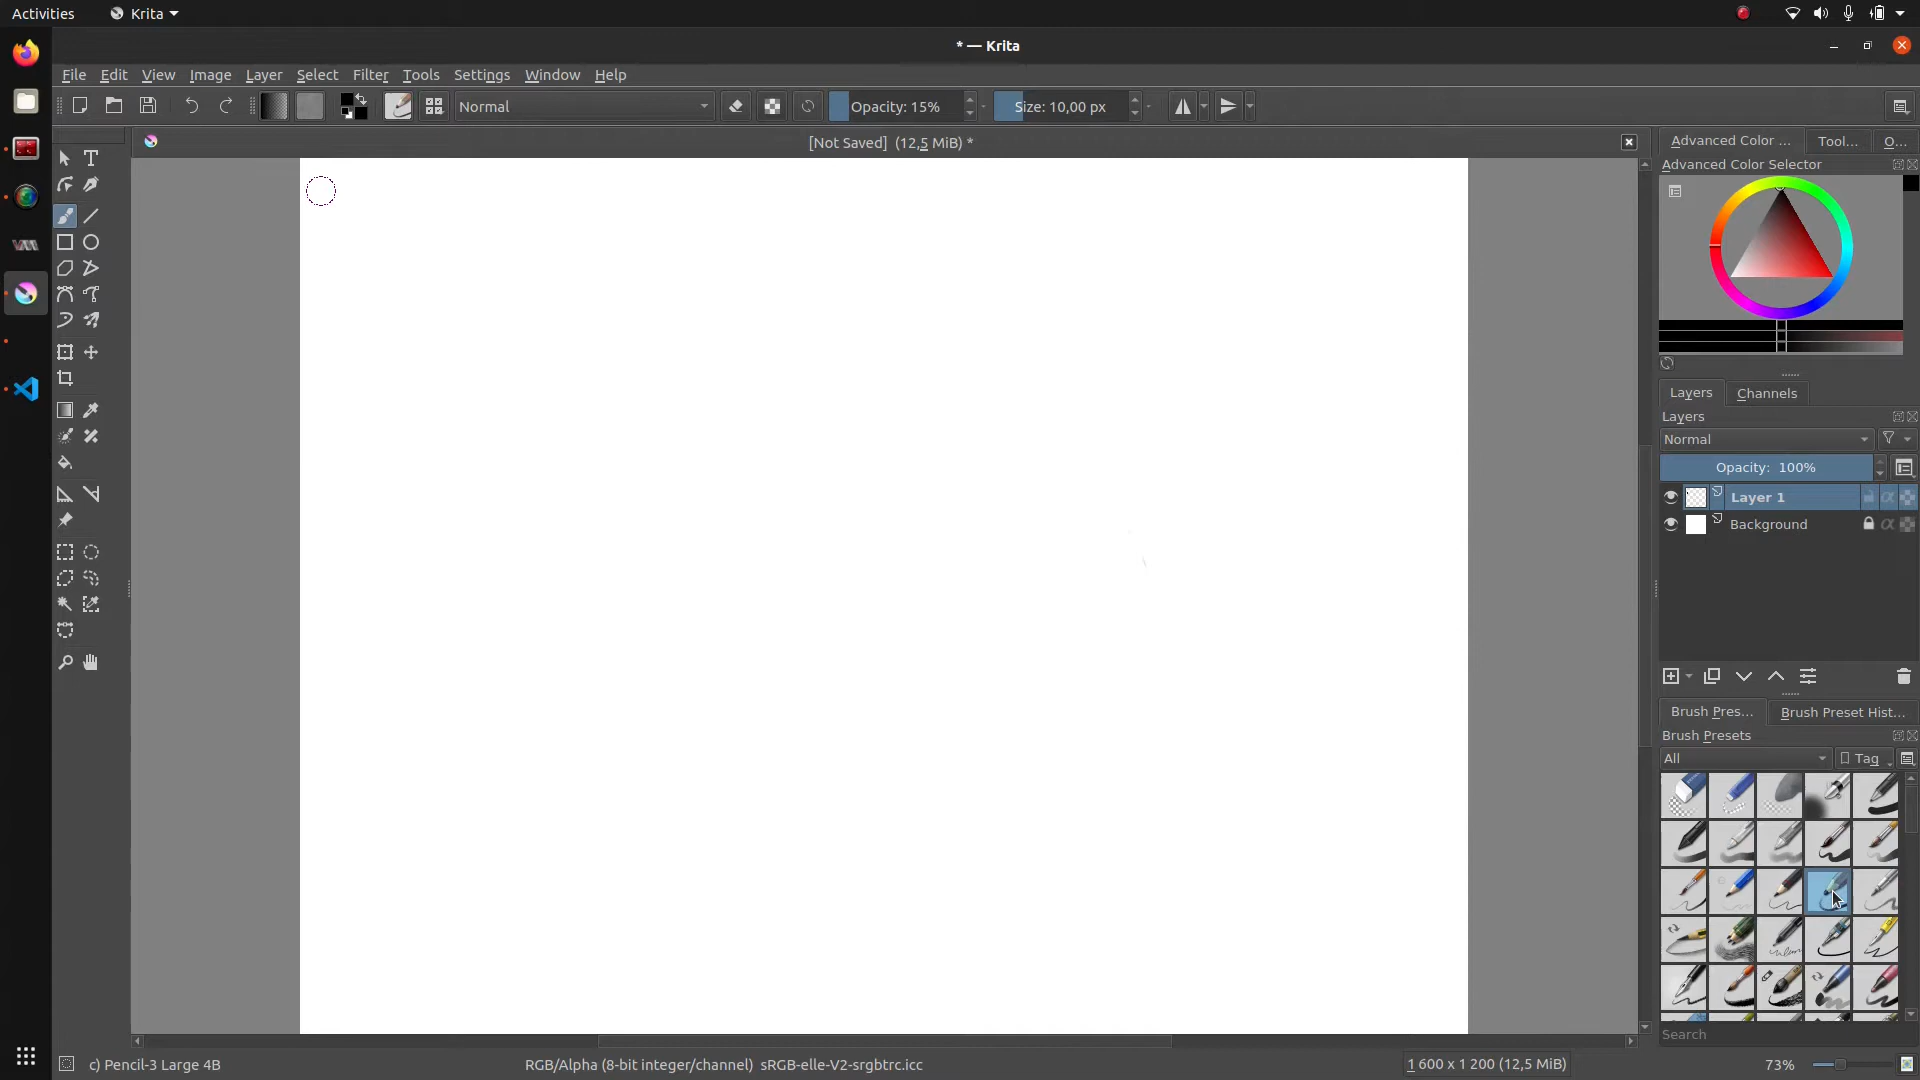 Activities Krita
* — Krita
File Edit View Image Layer Select Filter Tools Settings Window Help
Normal Opacity: 15% Size: 10,00 px
[Not Saved] (12,5 MiB) *
Advanced Color ... Tool... O...
Advanced Color Selector
Layers Channels
Layers
Normal
Opacity: 100%
Layer 1
Background
Brush Pres... Brush Preset Hist...
Brush Presets
All Tag
Search
c) Pencil-3 Large 4B RGB/Alpha (8-bit integer/channel) sRGB-elle-V2-srgbtrc.icc 1 600 x 1 200 (12,5 MiB) 73%